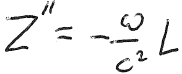 Z'' = -ω/c² L